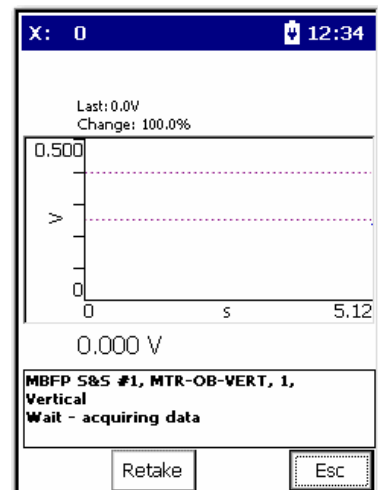 X: 0 12:34
Last: 0.0V
Change: 100.0%
0.500
V
0
0 s 5.12
0.000 V
MBFP S&S #1, MTR-OB-VERT, 1,
Vertical
Wait - acquiring data
Retake Esc